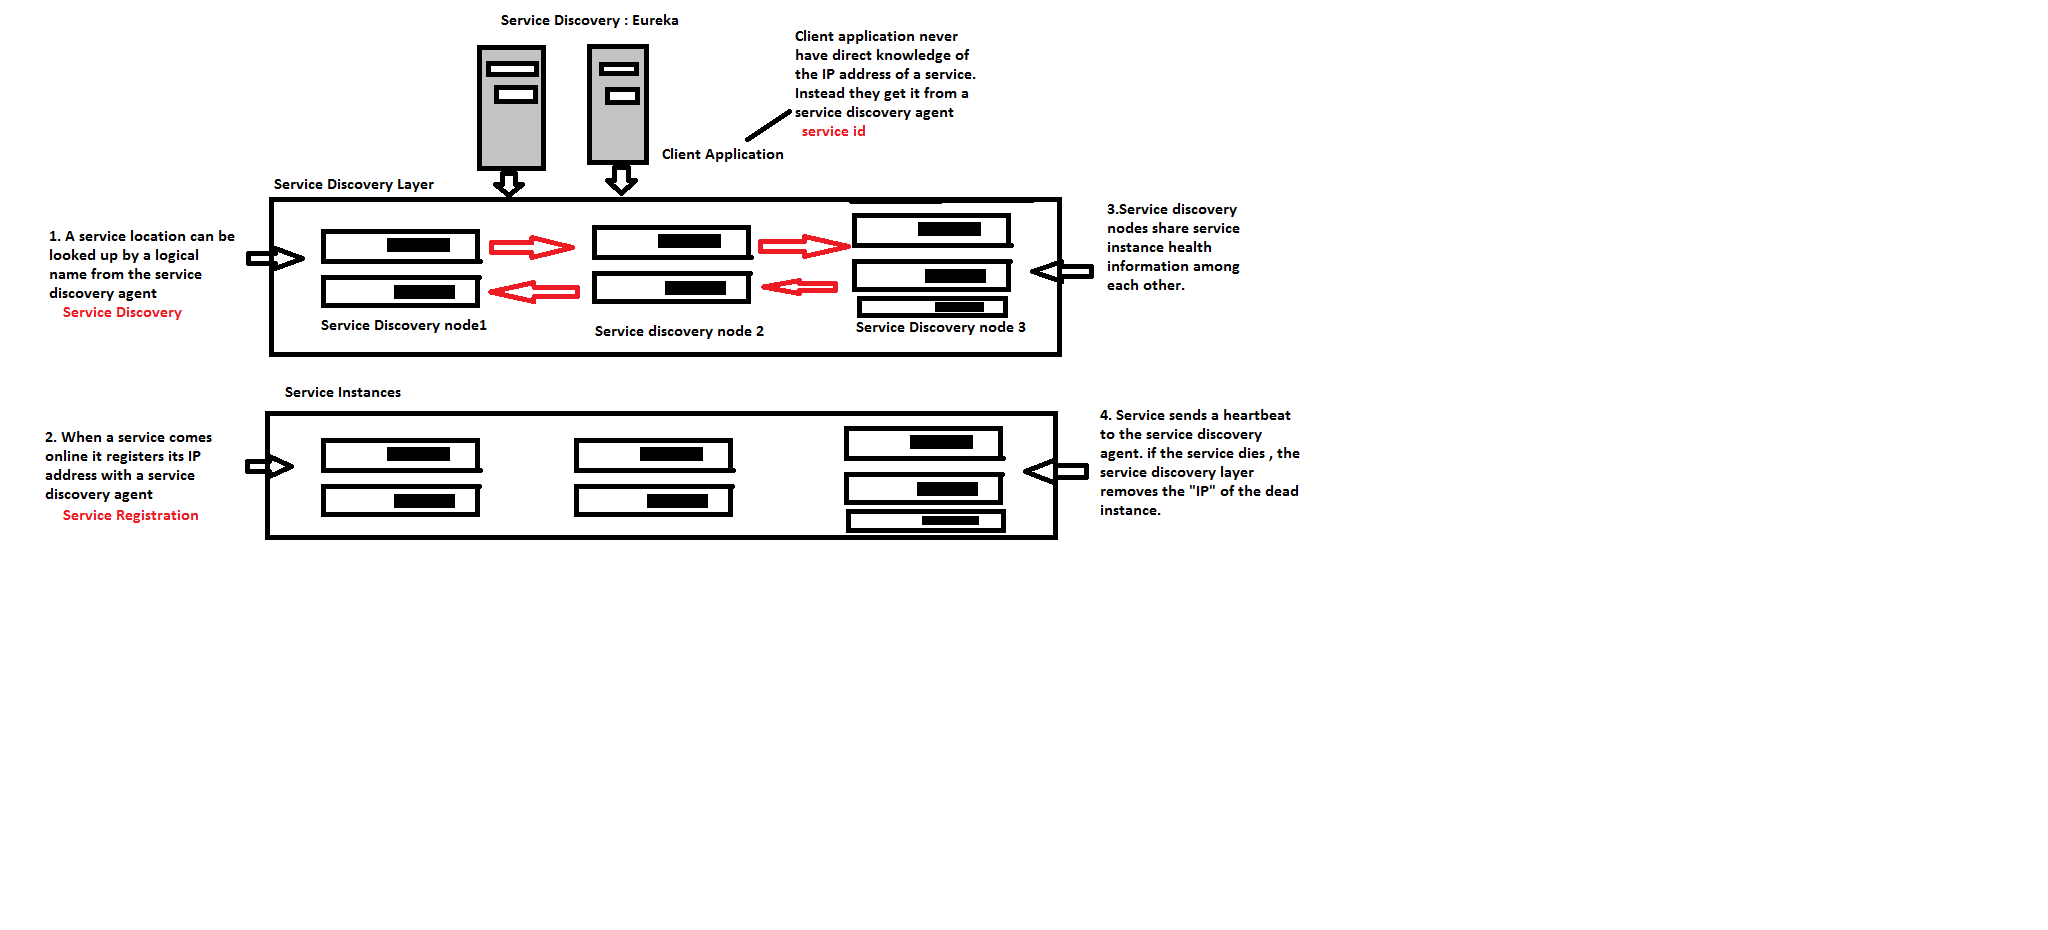 Service Discovery : Eureka
Client application never
have direct knowledge of
the IP address of a service.
Instead they get it from a
service discovery agent
service id
Client Application
Service Discovery Layer
1. A service location can be
looked up by a logical
name from the service
discovery agent
Service Discovery
Service Discovery node1
Service discovery node 2
Service Discovery node 3
3.Service discovery
nodes share service
instance health
information among
each other.
Service Instances
2. When a service comes
online it registers its IP
address with a service
discovery agent
Service Registration
4. Service sends a heartbeat
to the service discovery
agent. if the service dies , the
service discovery layer
removes the "IP" of the dead
instance.